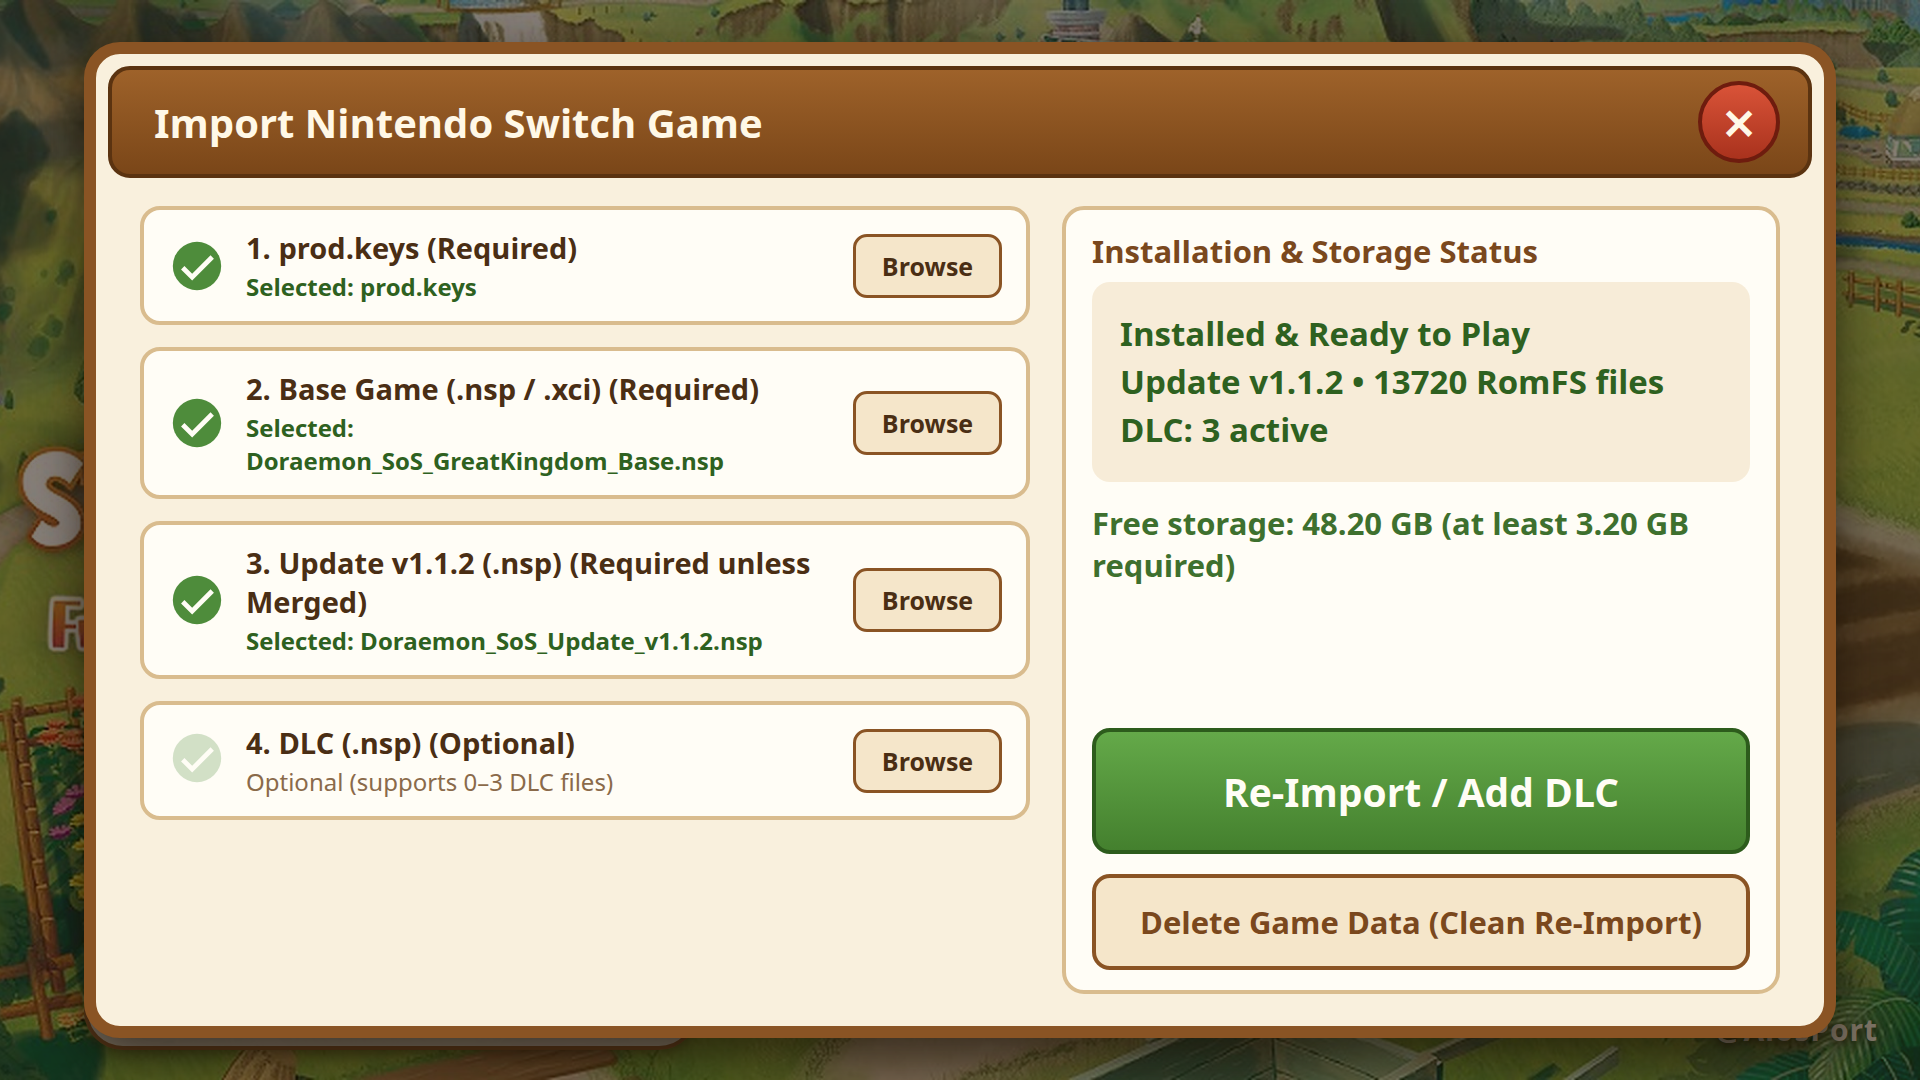 Import Nintendo Switch Game
1. prod.keys (Required)
Selected: prod.keys
Browse
2. Base Game (.nsp / .xci) (Required)
Selected:
Doraemon_SoS_GreatKingdom_Base.nsp
Browse
3. Update v1.1.2 (.nsp) (Required unless
Merged)
Selected: Doraemon_SoS_Update_v1.1.2.nsp
Browse
4. DLC (.nsp) (Optional)
Optional (supports 0–3 DLC files)
Browse
Installation & Storage Status
Installed & Ready to Play
Update v1.1.2 • 13720 RomFS files
DLC: 3 active
Free storage: 48.20 GB (at least 3.20 GB
required)
Re-Import / Add DLC
Delete Game Data (Clean Re-Import)